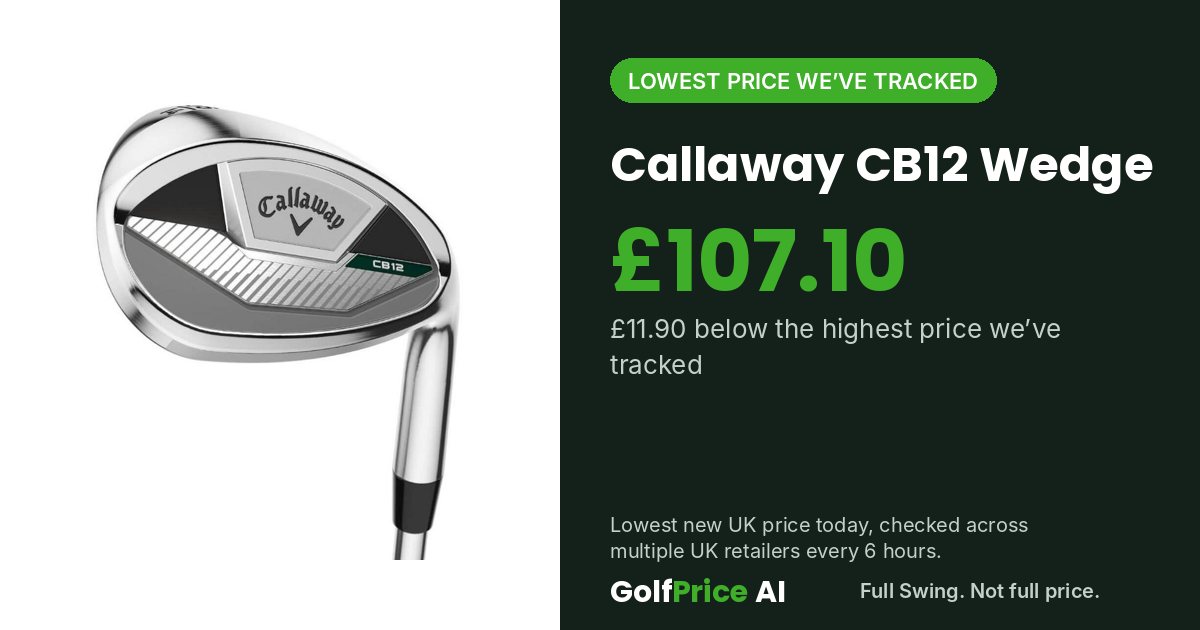 Callaway
CB12
LOWEST PRICE WE’VE TRACKED
Callaway CB12 Wedge
£107.10
£11.90 below the highest price we’ve
tracked
Lowest new UK price today, checked across
multiple UK retailers every 6 hours.
GolfPrice AI
Full Swing. Not full price.